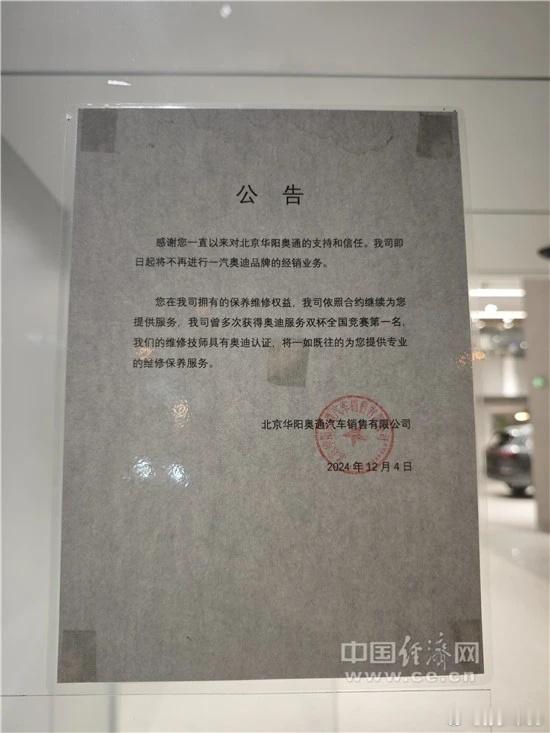 公 告
感谢您一直以来对北京华阳奥通的支持和信任。我司即
日起将不再进行一汽奥迪品牌的经销业务。
您在我司拥有的保养维修权益，我司依照合约继续为您
提供服务，我司曾多次获得奥迪服务双杯全国竞赛第一名，
我们的维修技师具有奥迪认证，将一如既往的为您提供专业
的维修保养服务。
北京华阳奥通汽车销售有限公司
2024 年 12 月 4 日
中国经济网
www.ce.cn